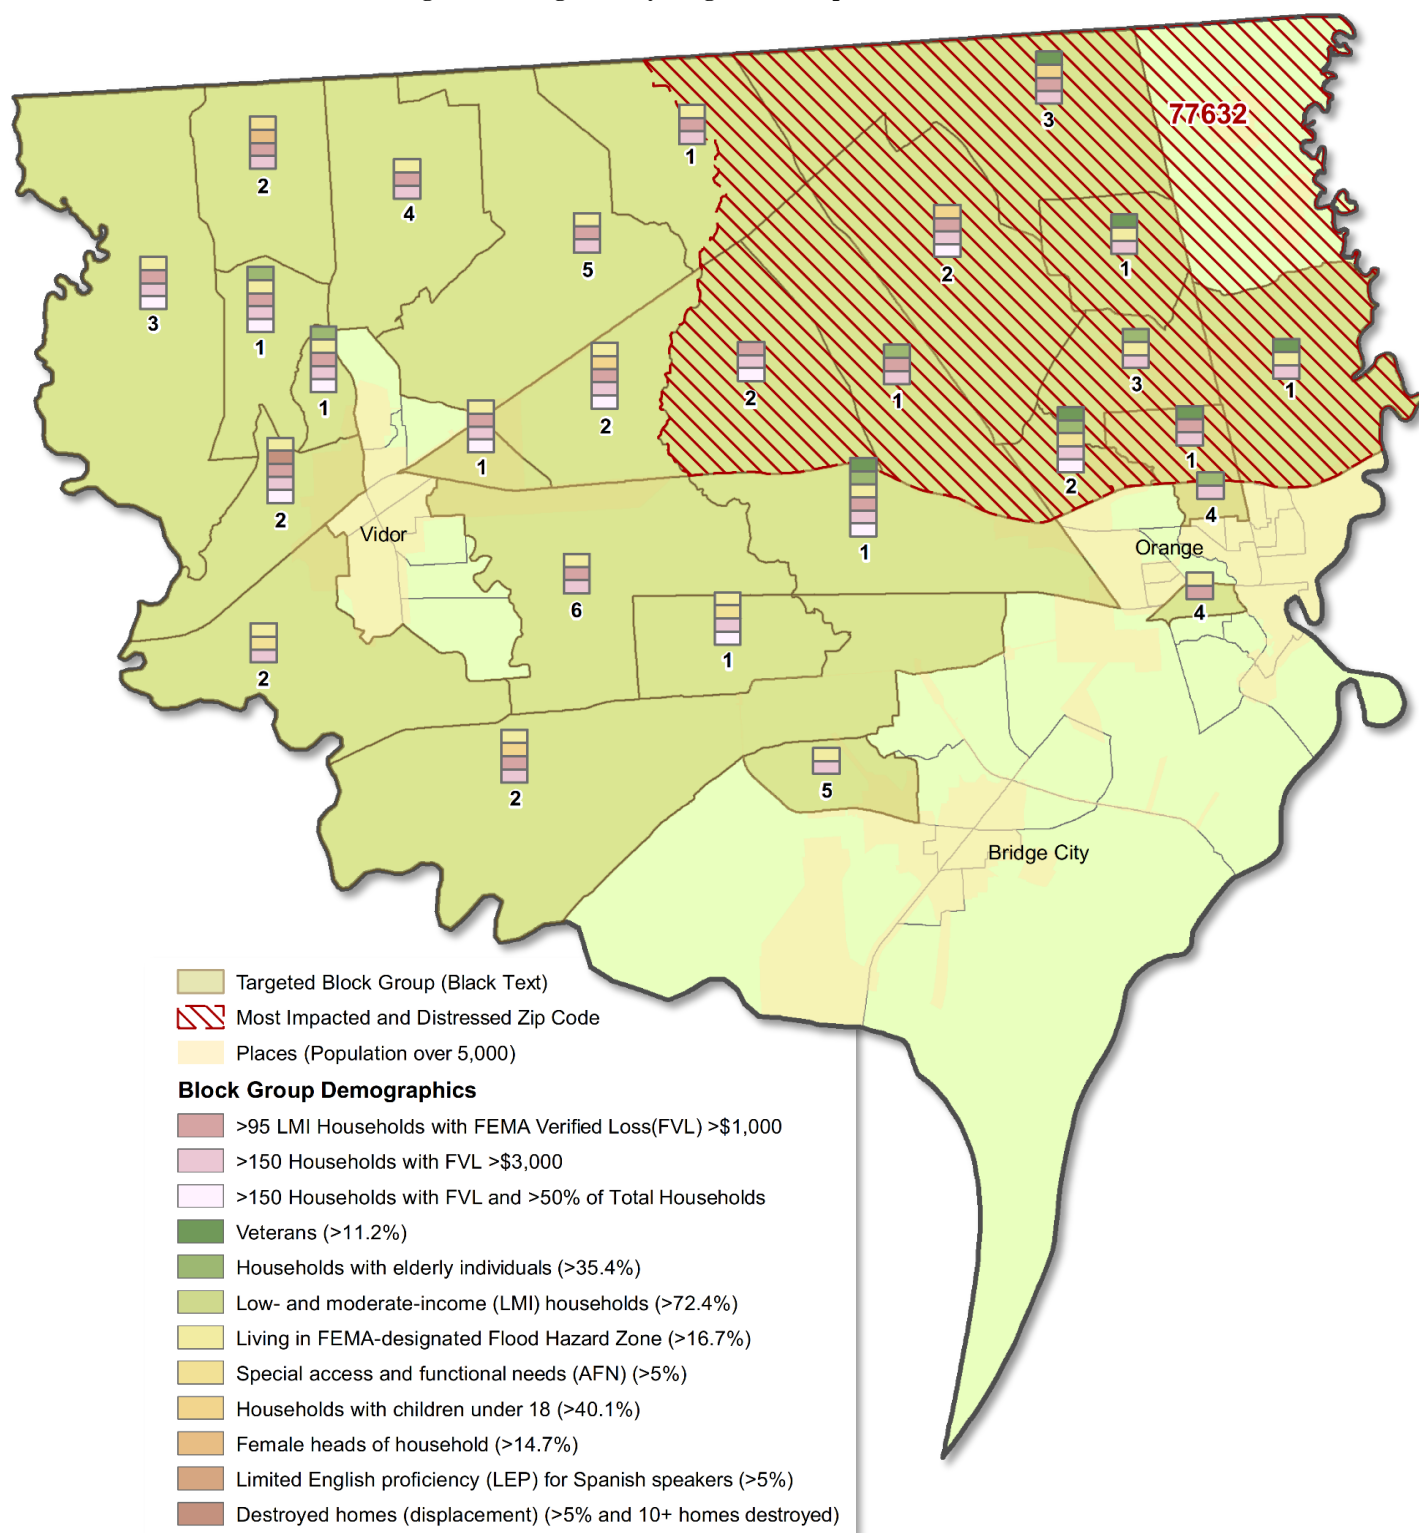 77632
3
2
1
4
5
2
1
3
1
1
2
2
1
3
1
1
2
1
2
1
4
2
1
Vidor
Orange
6
4
1
2
2
5
Bridge City
Targeted Block Group (Black Text)
Most Impacted and Distressed Zip Code
Places (Population over 5,000)
Block Group Demographics
>95 LMI Households with FEMA Verified Loss(FVL) >$1,000
>150 Households with FVL >$3,000
>150 Households with FVL and >50% of Total Households
Veterans (>11.2%)
Households with elderly individuals (>35.4%)
Low- and moderate-income (LMI) households (>72.4%)
Living in FEMA-designated Flood Hazard Zone (>16.7%)
Special access and functional needs (AFN) (>5%)
Households with children under 18 (>40.1%)
Female heads of household (>14.7%)
Limited English proficiency (LEP) for Spanish speakers (>5%)
Destroyed homes (displacement) (>5% and 10+ homes destroyed)